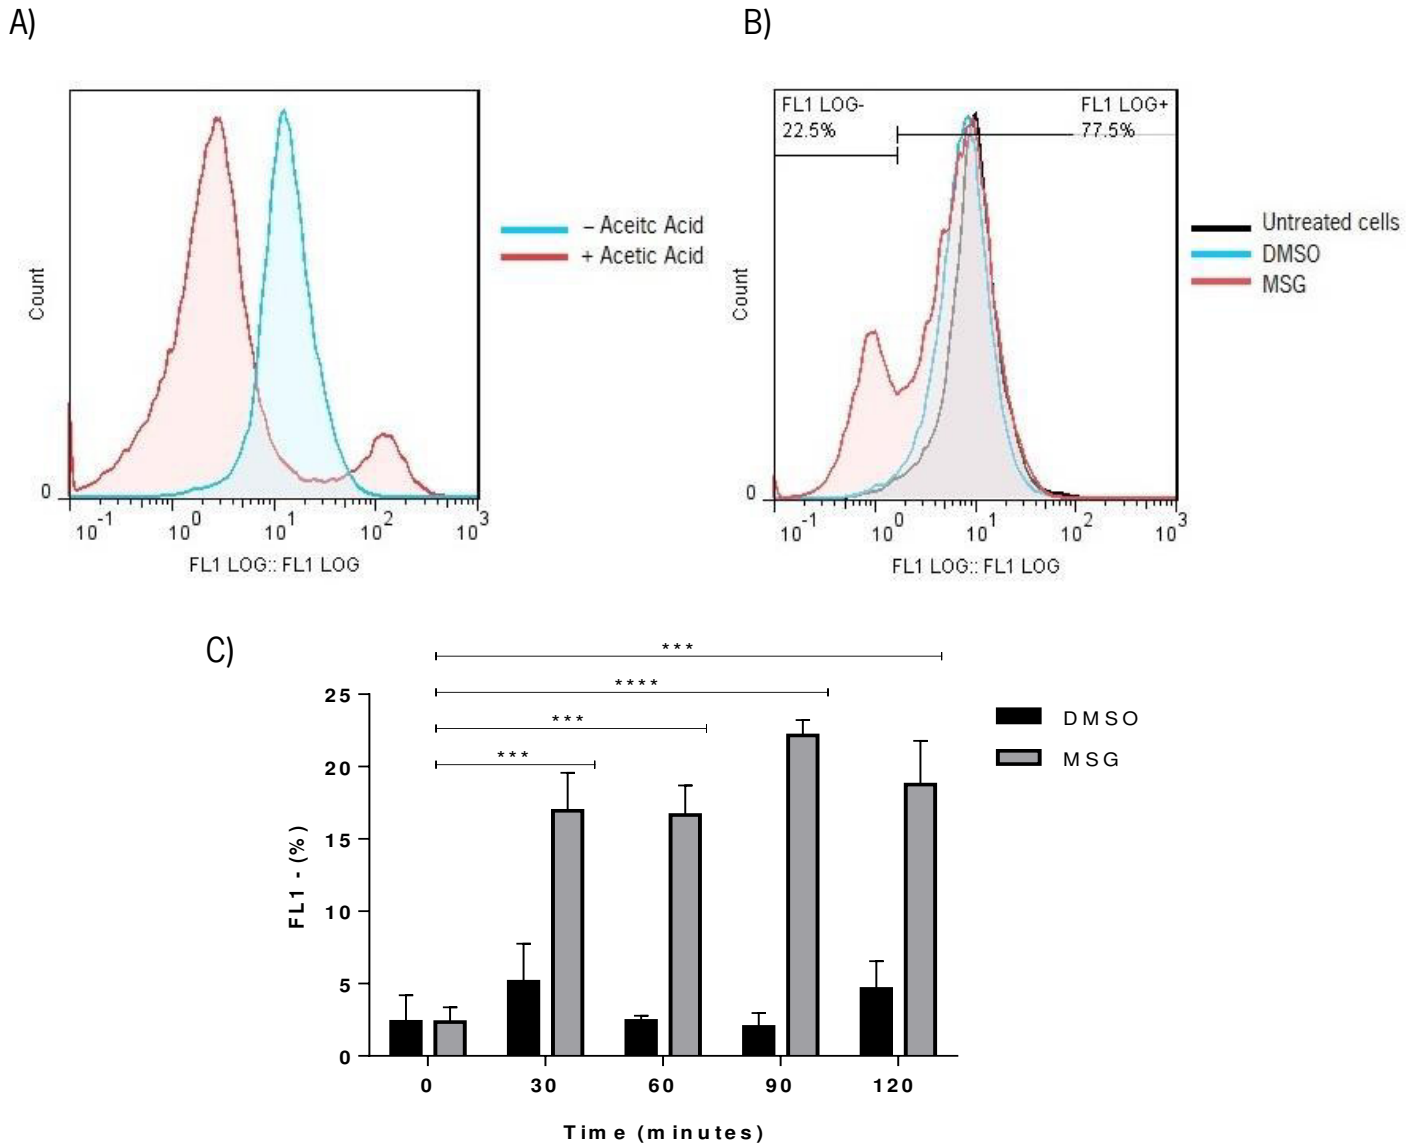 A)
B)
FL1 LOG-
22.5%
FL1 LOG+
77.5%
– Aceitc Acid
+ Acetic Acid
Untreated cells
DMSO
MSG
Count
Count
0
0
10-1 100 101 102 103
10-1 100 101 102 103
FL1 LOG:: FL1 LOG
FL1 LOG:: FL1 LOG
C)
***
****
***
***
25
20
15
10
5
0
FL1 - (%)
DMSO
MSG
0 30 60 90 120
Time (minutes)